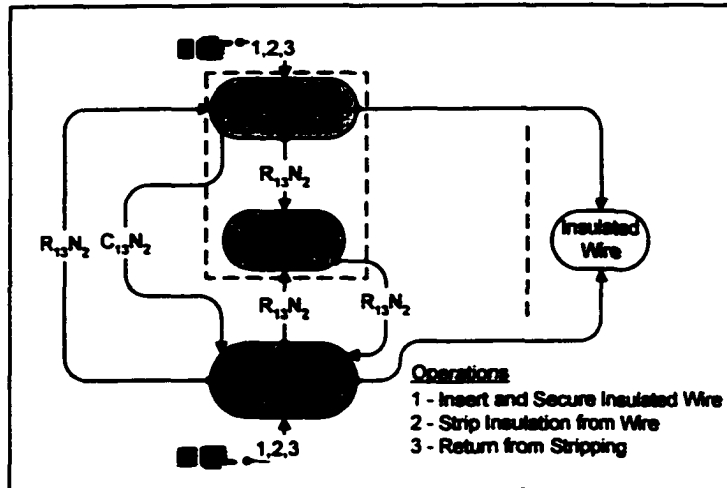 1,2,3
R₁₃N₂
Insulated
Wire
R₁₃N₂ C₁₃N₂
R₁₃N₂ R₁₃N₂
Operations
1 - Insert and Secure Insulated Wire
2 - Strip Insulation from Wire
3 - Return from Stripping
1,2,3